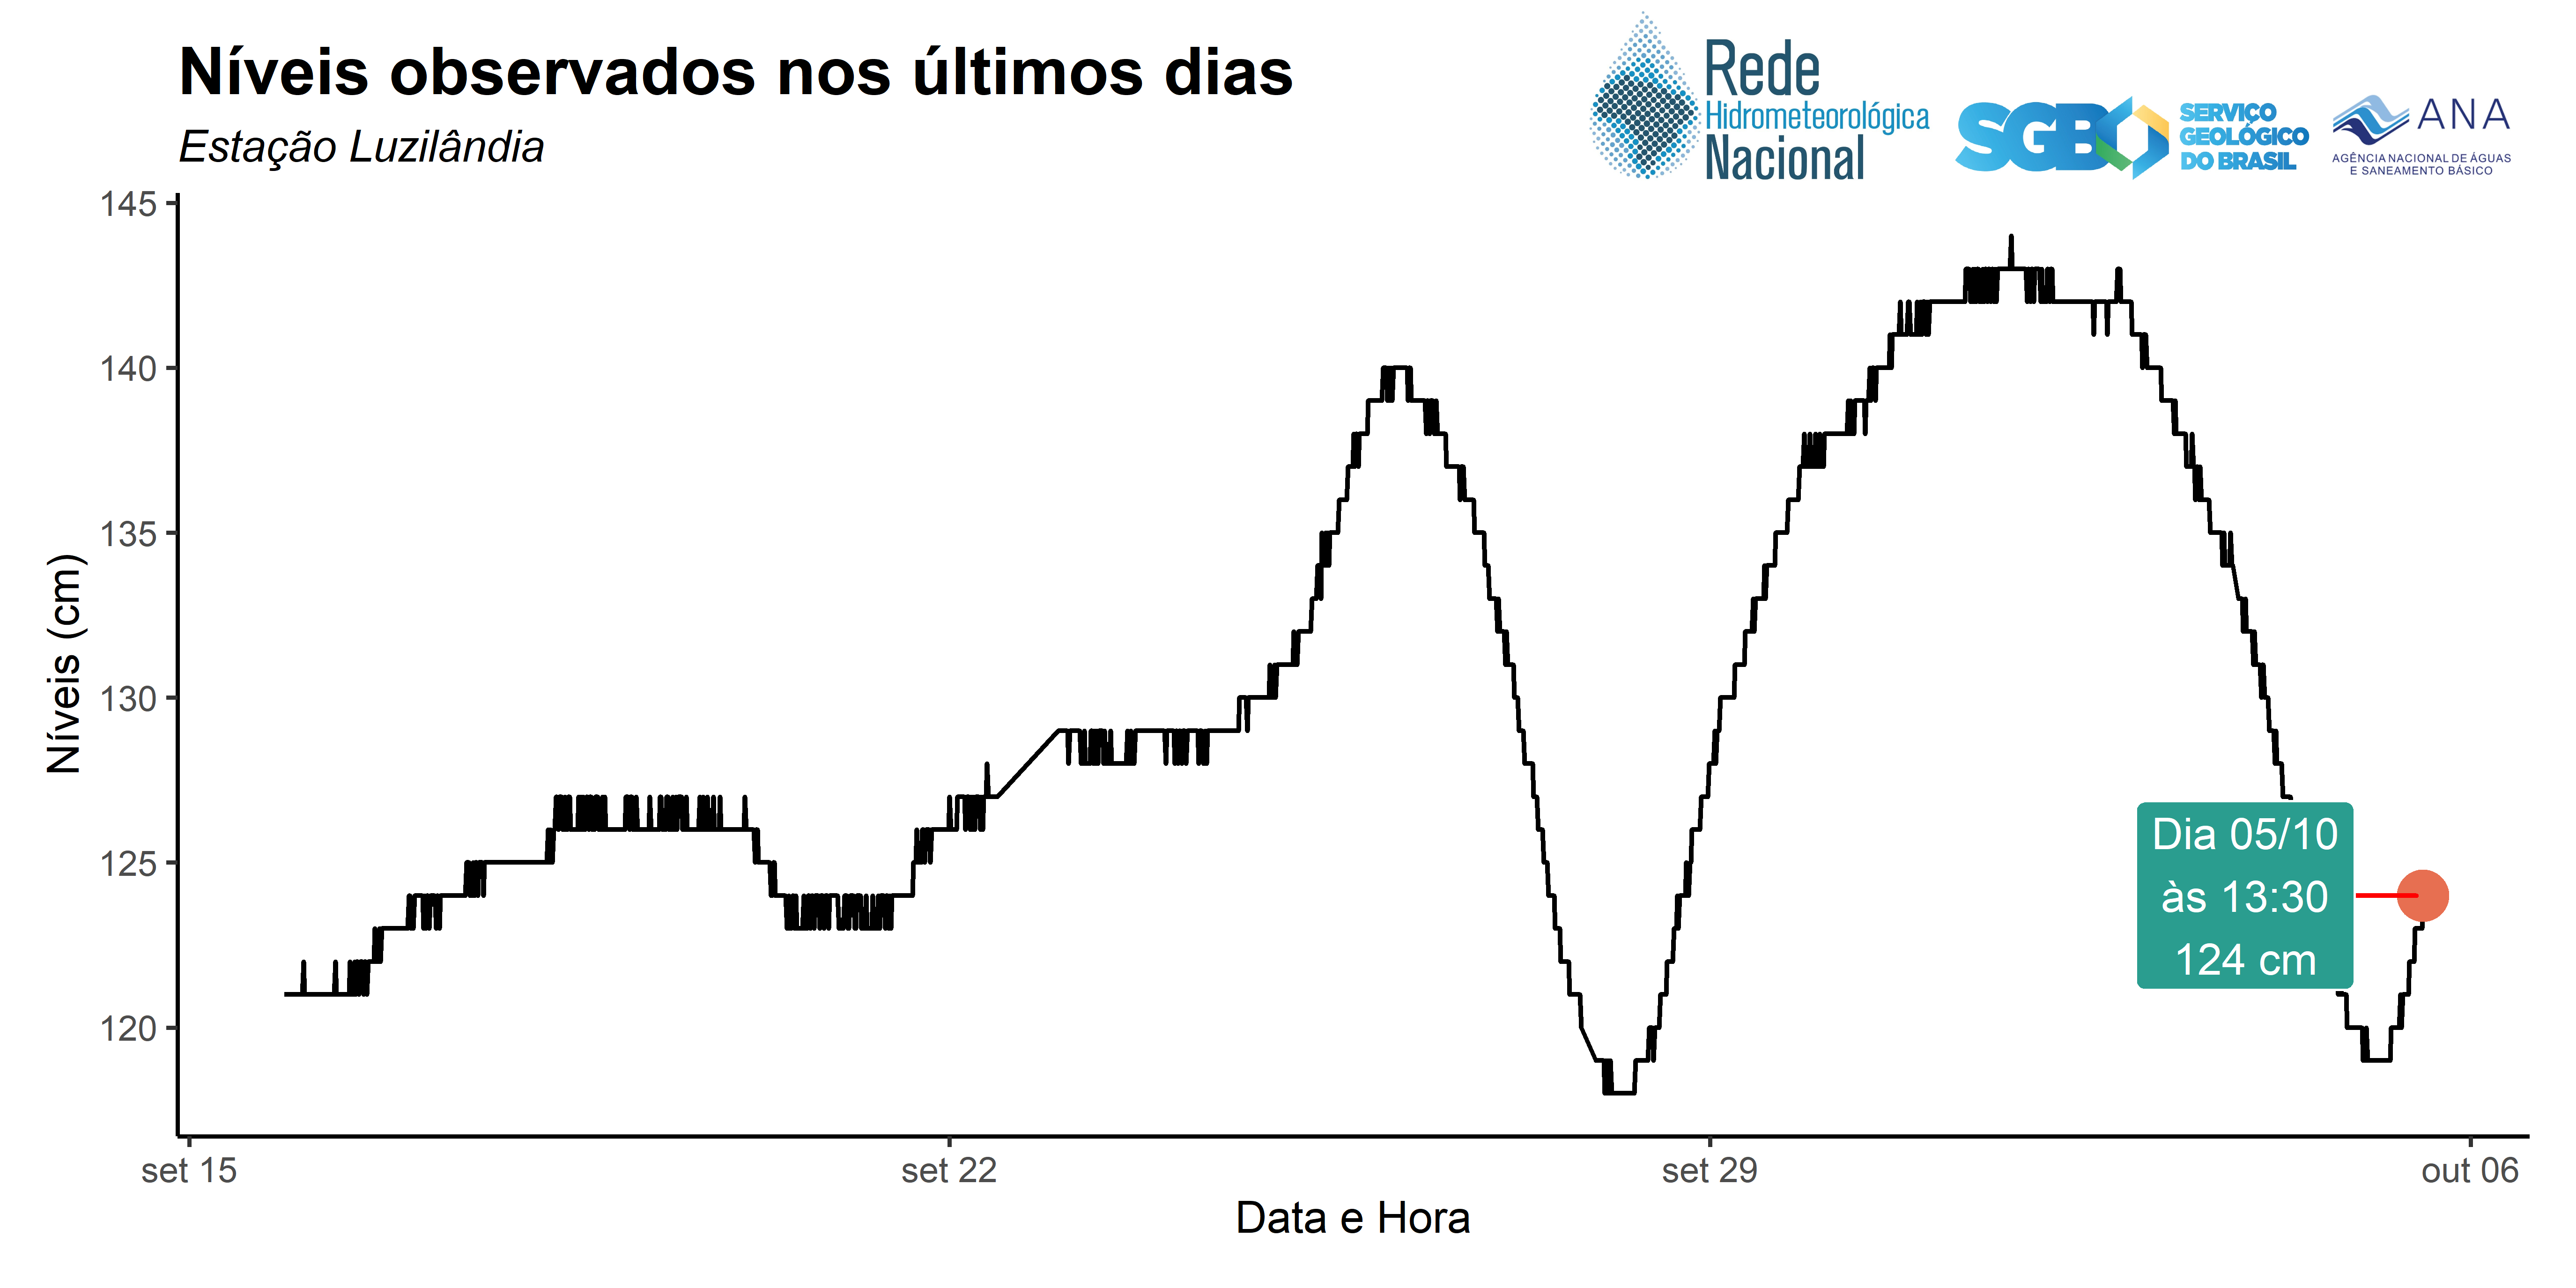 Níveis observados nos últimos dias
Estação Luzilândia
Rede
Hidrometeorológica
Nacional
SGB
SERVIÇO
GEOLÓGICO
DO BRASIL
ANA
AGÊNCIA NACIONAL DE ÁGUAS
E SANEAMENTO BÁSICO
Níveis (cm)
145
140
135
130
125
120
Dia 05/10
às 13:30
124 cm
set 15
set 22
set 29
out 06
Data e Hora